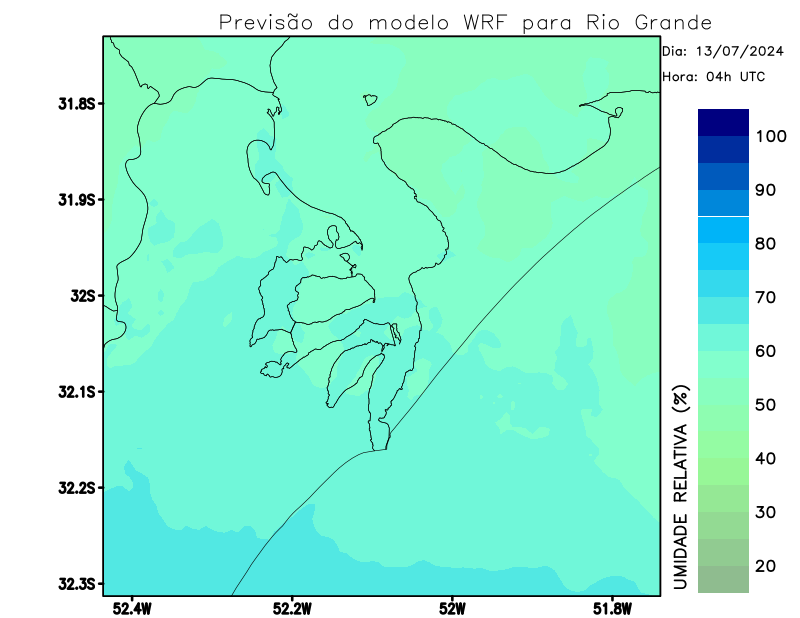 Previsão do modelo WRF para Rio Grande
Dia: 13/07/2024
Hora: 04h UTC
31.8S
31.9S
32S
32.1S
32.2S
32.3S
52.4W 52.2W 52W 51.8W
UMIDADE RELATIVA (%)
100
90
80
70
60
50
40
30
20